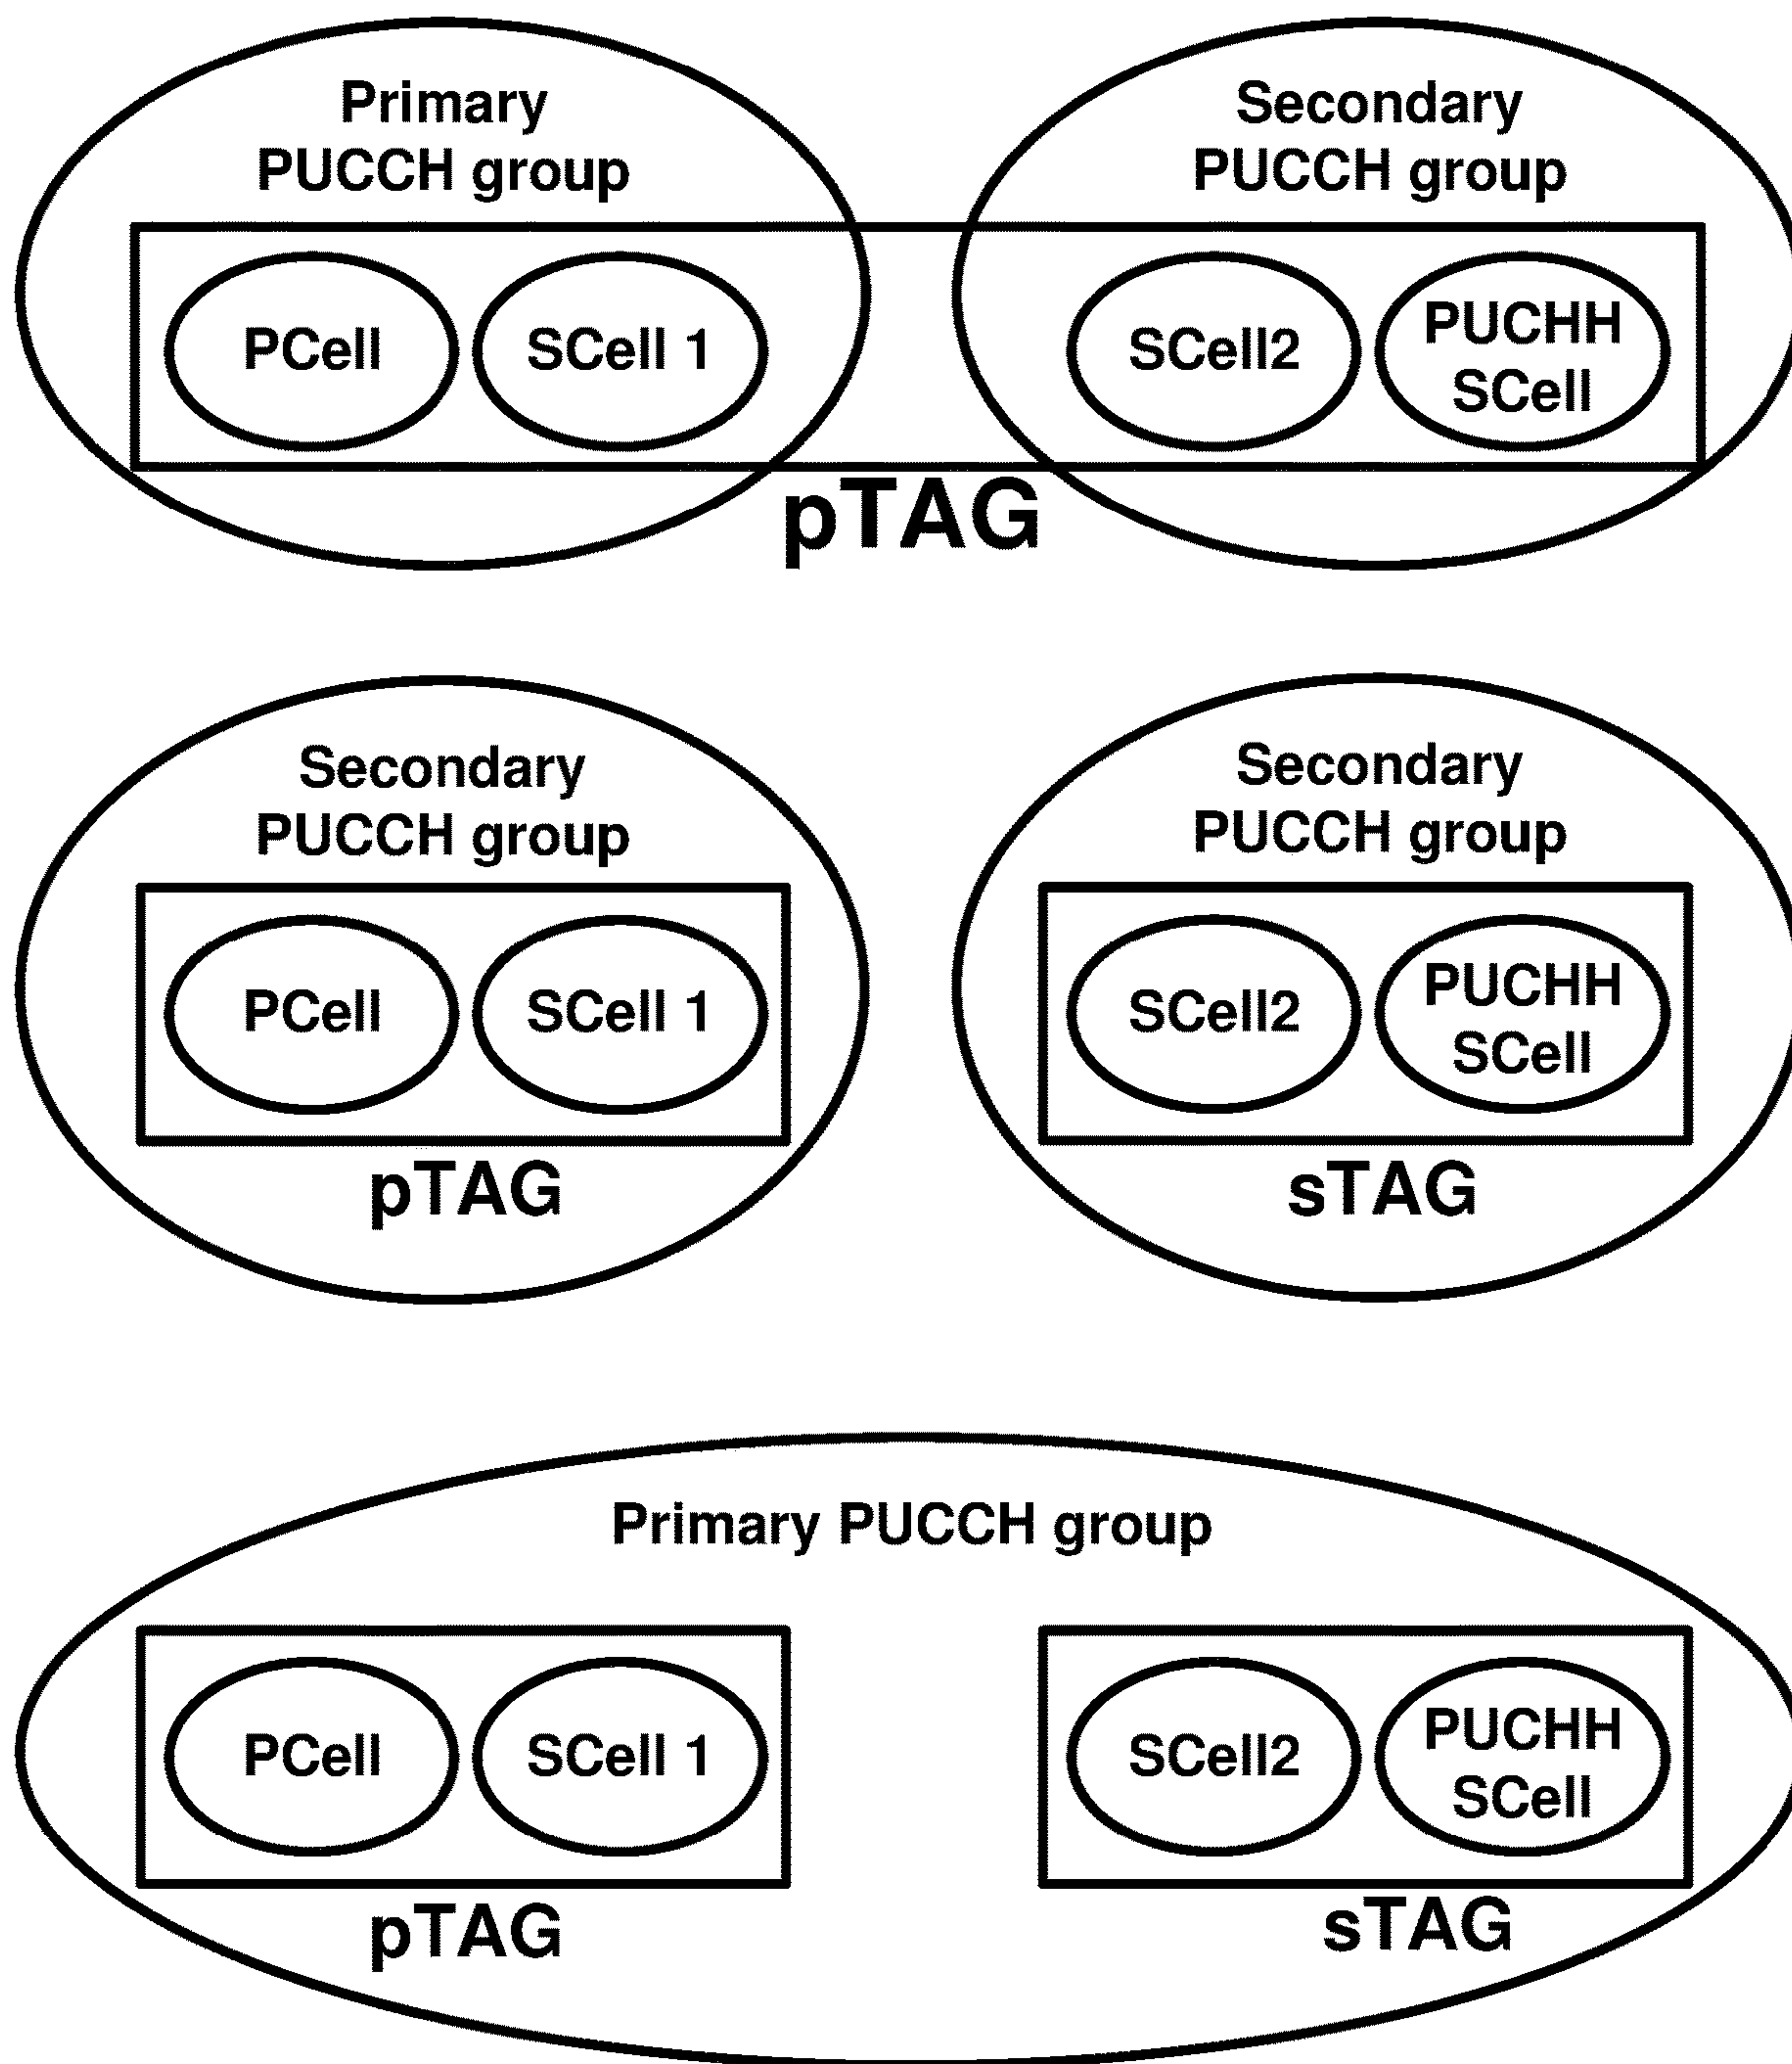 Primary
PUCCH group
Secondary
PUCCH group
PCell
SCell 1
SCell2
PUCHH
SCell
pTAG
Secondary
PUCCH group
Secondary
PUCCH group
PCell
SCell 1
SCell2
PUCHH
SCell
pTAG
sTAG
Primary PUCCH group
PCell
SCell 1
SCell2
PUCHH
SCell
pTAG
sTAG